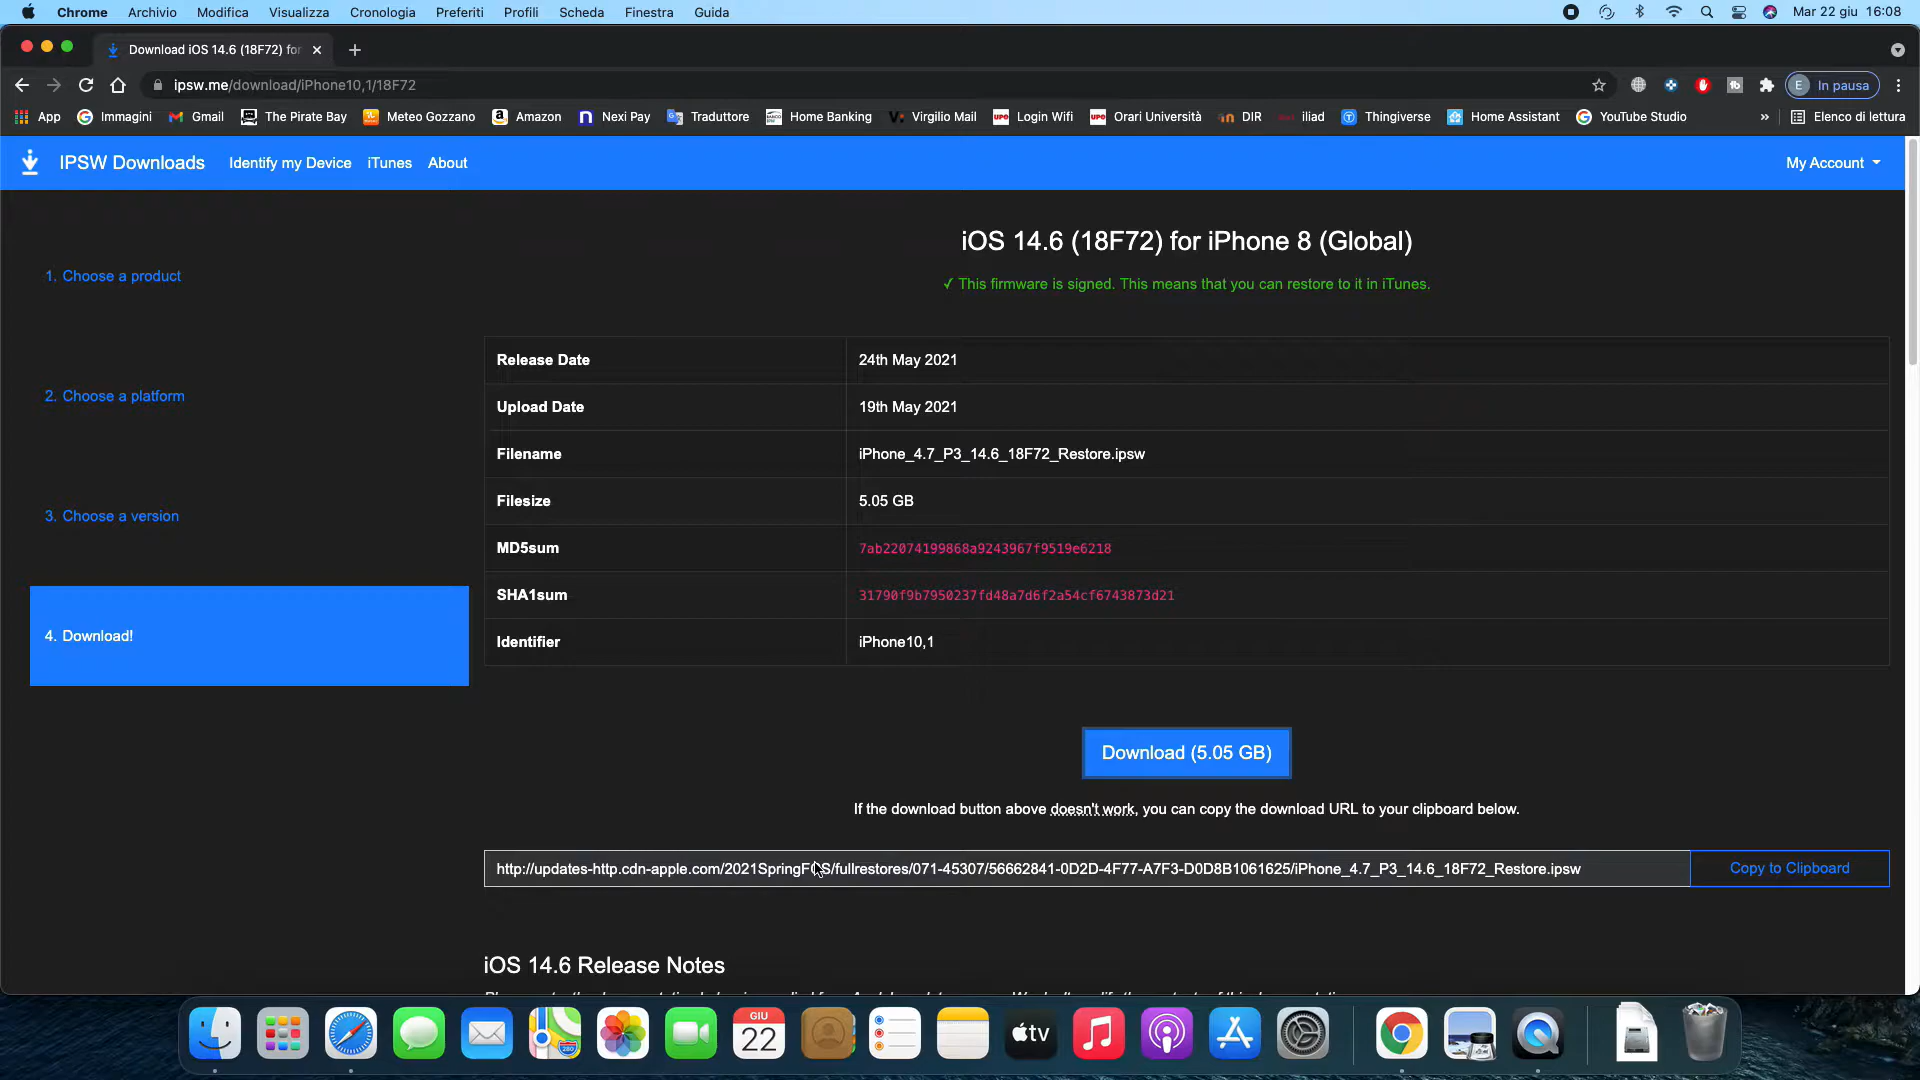 Chrome Archivio Modifica Visualizza Cronologia Preferiti Profili Scheda Finestra Guida Mar 22 giu 16:08
Download iOS 14.6 (18F72) for
ipsw.me/download/iPhone10,1/18F72 E In pausa
App Immagini Gmail The Pirate Bay Meteo Gozzano Amazon Nexi Pay Traduttore Home Banking Virgilio Mail Login Wifi Orari Università DIR iliad Thingiverse Home Assistant YouTube Studio » Elenco di lettura
IPSW Downloads Identify my Device iTunes About My Account
iOS 14.6 (18F72) for iPhone 8 (Global)
✓ This firmware is signed. This means that you can restore to it in iTunes.
1. Choose a product
2. Choose a platform
3. Choose a version
4. Download!
Release Date 24th May 2021
Upload Date 19th May 2021
Filename iPhone_4.7_P3_14.6_18F72_Restore.ipsw
Filesize 5.05 GB
MD5sum 7ab22074199868a9243967f9519e6218
SHA1sum 31790f9b7950237fd48a7d6f2a54cf6743873d21
Identifier iPhone10,1
Download (5.05 GB)
If the download button above doesn't work, you can copy the download URL to your clipboard below.
http://updates-http.cdn-apple.com/2021SpringFCS/fullrestores/071-45307/56662841-0D2D-4F77-A7F3-D0D8B1061625/iPhone_4.7_P3_14.6_18F72_Restore.ipsw Copy to Clipboard
iOS 14.6 Release Notes
GIU
22
tv